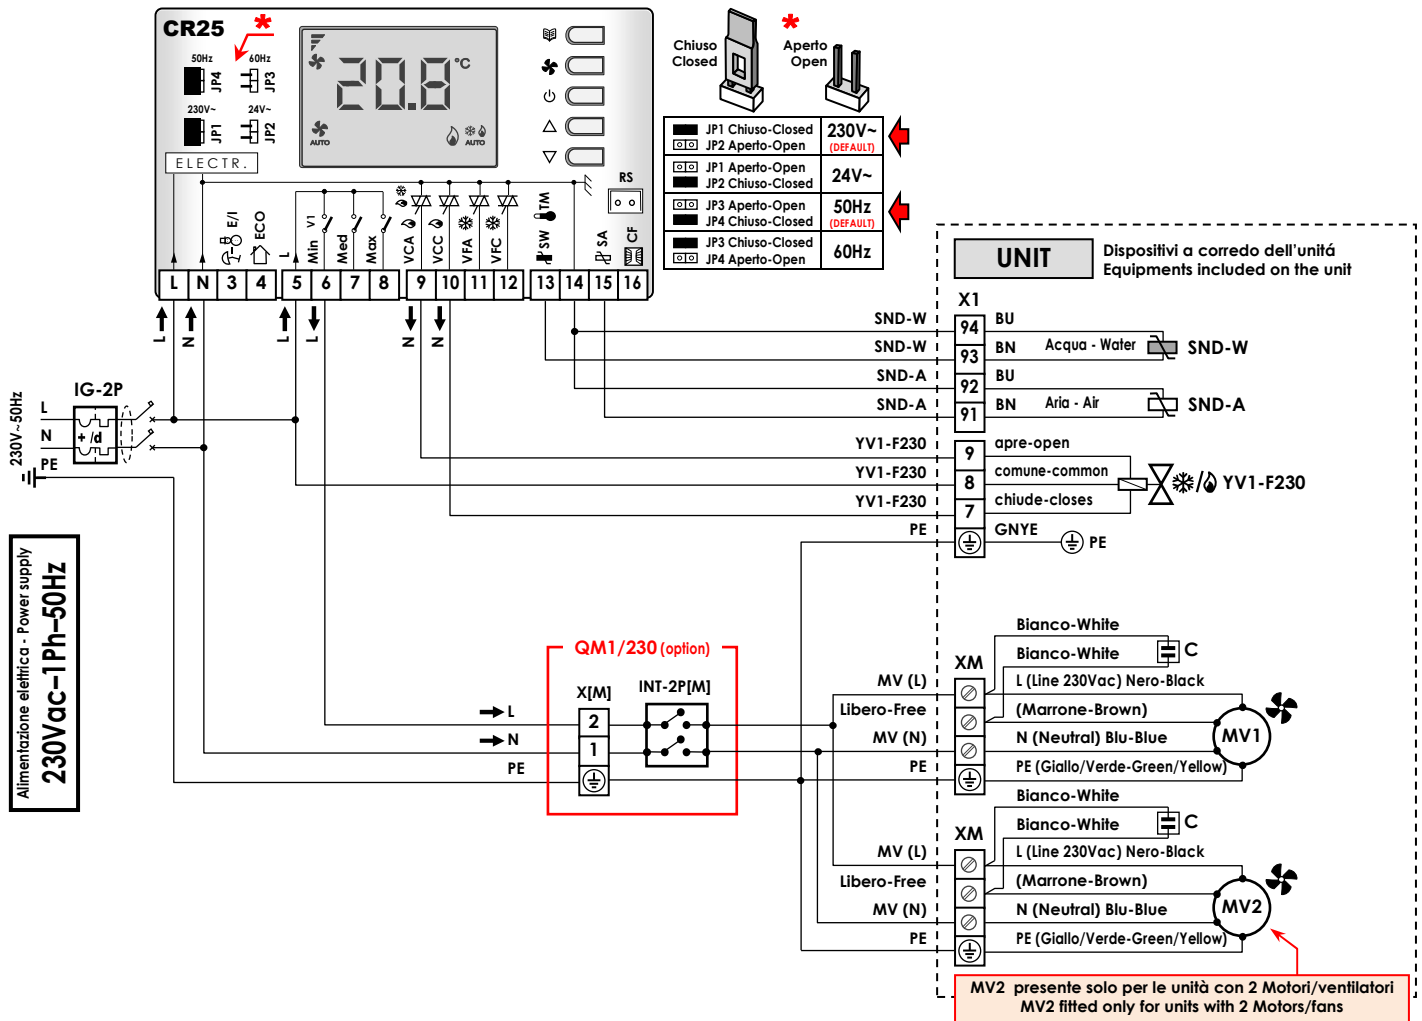 CR25
*
50Hz
60Hz
JP4
JP3
230V~
24V~
JP1
JP2
ELECTR.
20.8 °C
AUTO
AUTO
Chiuso
Closed
*
Aperto
Open
JP1 Chiuso-Closed
JP2 Aperto-Open
230V~
(DEFAULT)
JP1 Aperto-Open
JP2 Chiuso-Closed
24V~
JP3 Aperto-Open
JP4 Chiuso-Closed
50Hz
(DEFAULT)
JP3 Chiuso-Closed
JP4 Aperto-Open
60Hz
RS
E/I
ECO
L
Min
V1
Med
Max
VCA
VCC
VFA
VFC
SW
TM
SA
CF
L N 3 4 5 6 7 8 9 10 11 12 13 14 15 16
L
N
L
L
N
N
UNIT
Dispositivi a corredo dell'unitá
Equipments included on the unit
X1
SND-W 94 BU
SND-W 93 BN
Acqua - Water
SND-W
SND-A 92 BU
SND-A 91 BN
Aria - Air
SND-A
YV1-F230 9 apre-open
YV1-F230 8 comune-common
YV1-F230
YV1-F230 7 chiude-closes
PE
GNYE
PE
IG-2P
230V~50Hz
L
N
PE
+ /d
Alimentazione elettrica - Power supply
230Vac–1Ph–50Hz
QM1/230 (option)
X[M]
INT-2P[M]
L
2
N
1
PE
XM
Bianco-White
Bianco-White
C
MV (L)
L (Line 230Vac) Nero-Black
Libero-Free
(Marrone-Brown)
MV (N)
N (Neutral) Blu-Blue
PE
PE (Giallo/Verde-Green/Yellow)
MV1
XM
Bianco-White
Bianco-White
C
MV (L)
L (Line 230Vac) Nero-Black
Libero-Free
(Marrone-Brown)
MV (N)
N (Neutral) Blu-Blue
PE
PE (Giallo/Verde-Green/Yellow)
MV2
MV2 presente solo per le unità con 2 Motori/ventilatori
MV2 fitted only for units with 2 Motors/fans